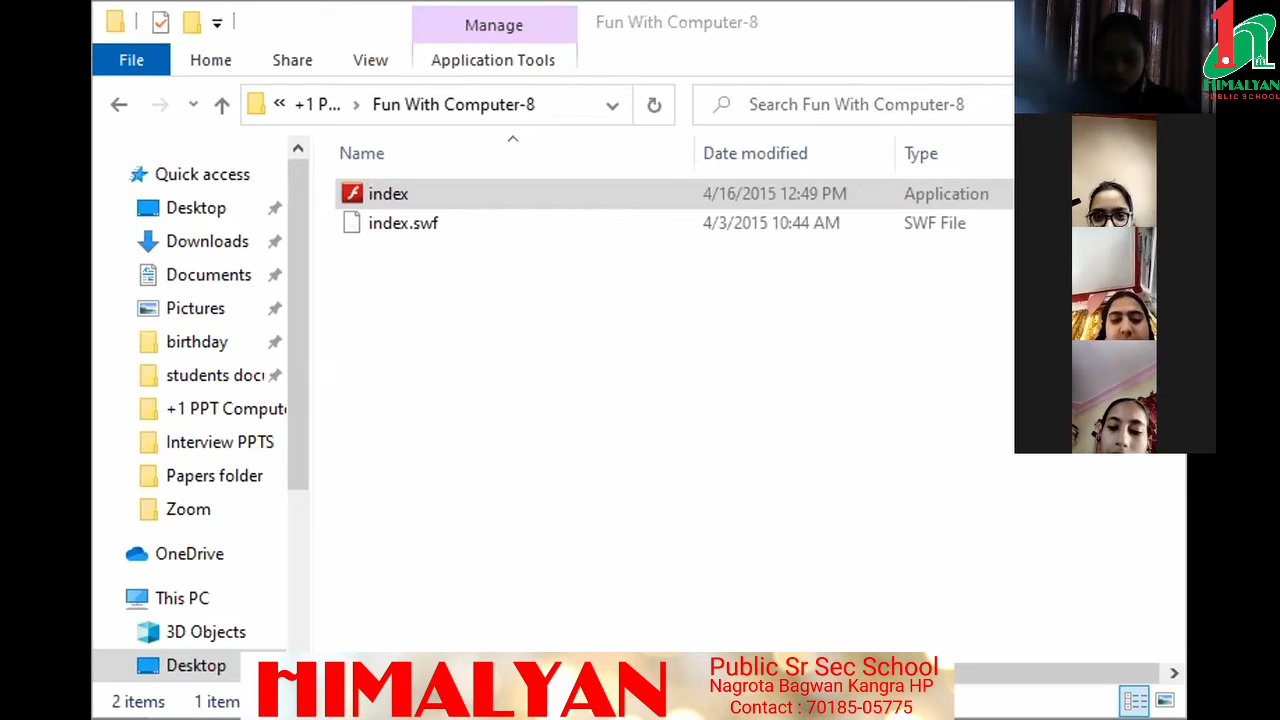 Manage
Fun With Computer-8
File
Home
Share
View
Application Tools
+1 P...
Fun With Computer-8
Search Fun With Computer-8
Name
Date modified
Type
index
4/16/2015 12:49 PM
Application
index.swf
4/3/2015 10:44 AM
SWF File
Quick access
Desktop
Downloads
Documents
Pictures
birthday
students docu
+1 PPT Compute
Interview PPTS
Papers folder
Zoom
OneDrive
This PC
3D Objects
Desktop
2 items
1 item
HIMALYAN
PUBLIC SCHOOL
HIMALYAN
Public Sr Sec School
Nagrota Bagwan Kangra HP
Contact : 70185-05775